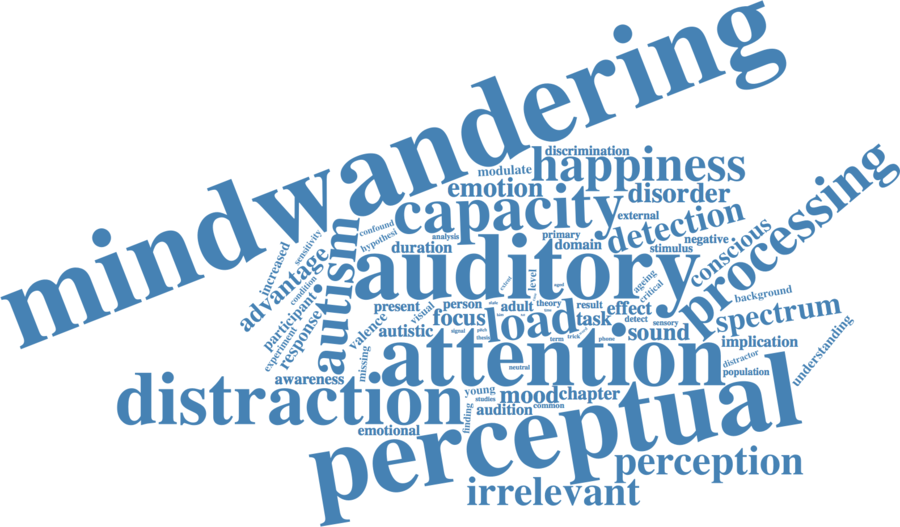 mindwandering
discrimination
modulate
happiness
emotion
disorder
capacity
external
confound
hypothesi
analysis
primary
detection
duration
domain
stimulus
negative
conscious
processing
sensitivity
increased
advantage
condition
autism
auditory
level
ageing
critical
background
participant
experiment
response
present
visual
person
adult
theory
result
effect
spectrum
valence
autistic
focus
load
task
detect
sensory
sound
signal
pitch
thesis
term
trick
phone
implication
understanding
missing
attention
neutral
distractor
population
awareness
distraction
young
studies
mood
chapter
audition
common
finding
emotional
perceptual
perception
irrelevant